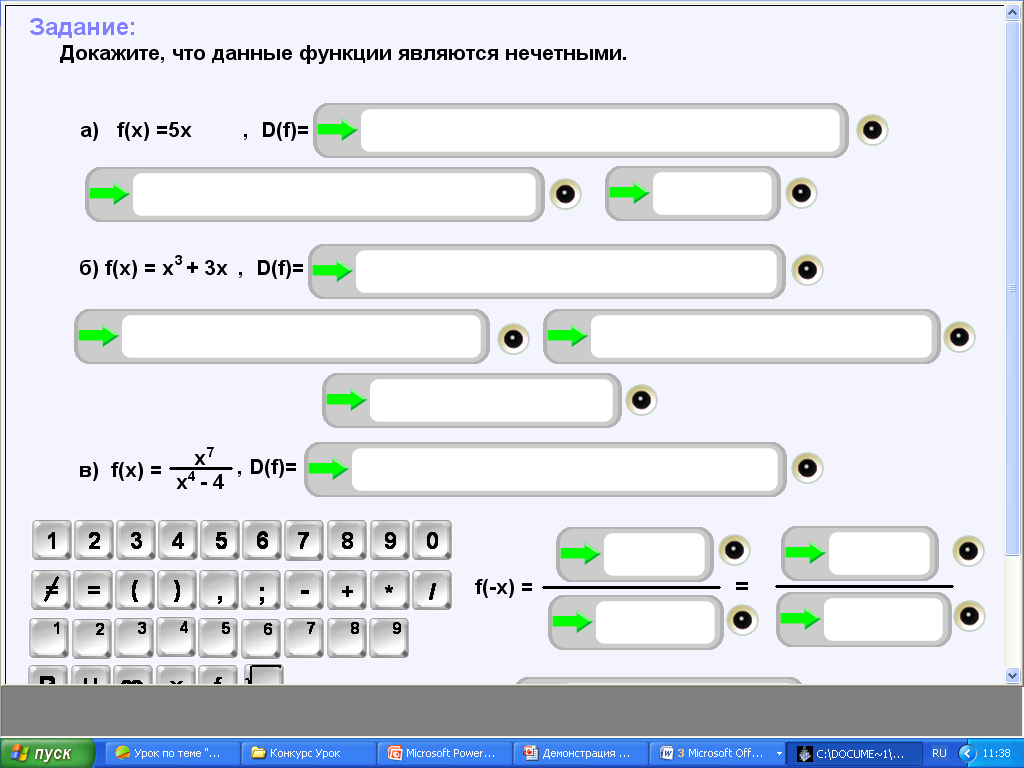 Задание:
Докажите, что данные функции являются нечетными.
а) f(x) =5x , D(f)=
б) f(x) = x³ + 3x , D(f)=
в) f(x) = x⁷ / x⁴ - 4 , D(f)=
1 2 3 4 5 6 7 8 9 0
≠ = ( ) , ; - + * /
1 2 3 4 5 6 7 8 9
f(-x) = =
пуск
Урок по теме "...
Конкурс Урок
Microsoft Power...
Демонстрация ...
3 Microsoft Off...
C:\DOCUME~1\...
RU
11:38